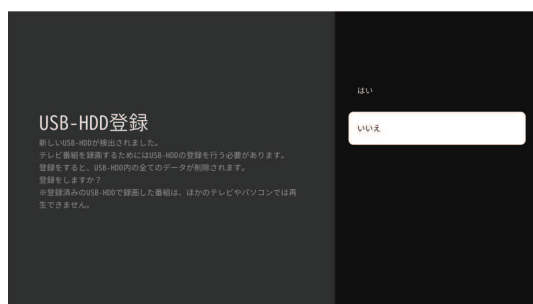 USB-HDD登録
新しいUSB-HDDが検出されました。
テレビ番組を録画するためにはUSB-HDDの登録を行う必要があります。
登録をすると、USB-HDD内の全てのデータが削除されます。
登録をしますか？
※登録済みのUSB-HDDで録画した番組は、ほかのテレビやパソコンでは再
生できません。
はい
いいえ